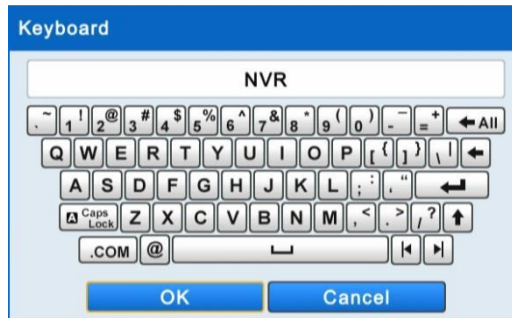 Keyboard
NVR
. ~ 1 ! 2 @ 3 # 4 $ 5 % 6 ^ 7 & 8 * 9 ( 0 ) - ‾ = + ← All
Q W E R T Y U I O P [ { ] } \ | ←
A S D F G H J K L ; : , “ ↵
A Caps Lock Z X C V B N M , < . > , ? ↑
.COM @ ⎵ |◀ ▶|
OK Cancel